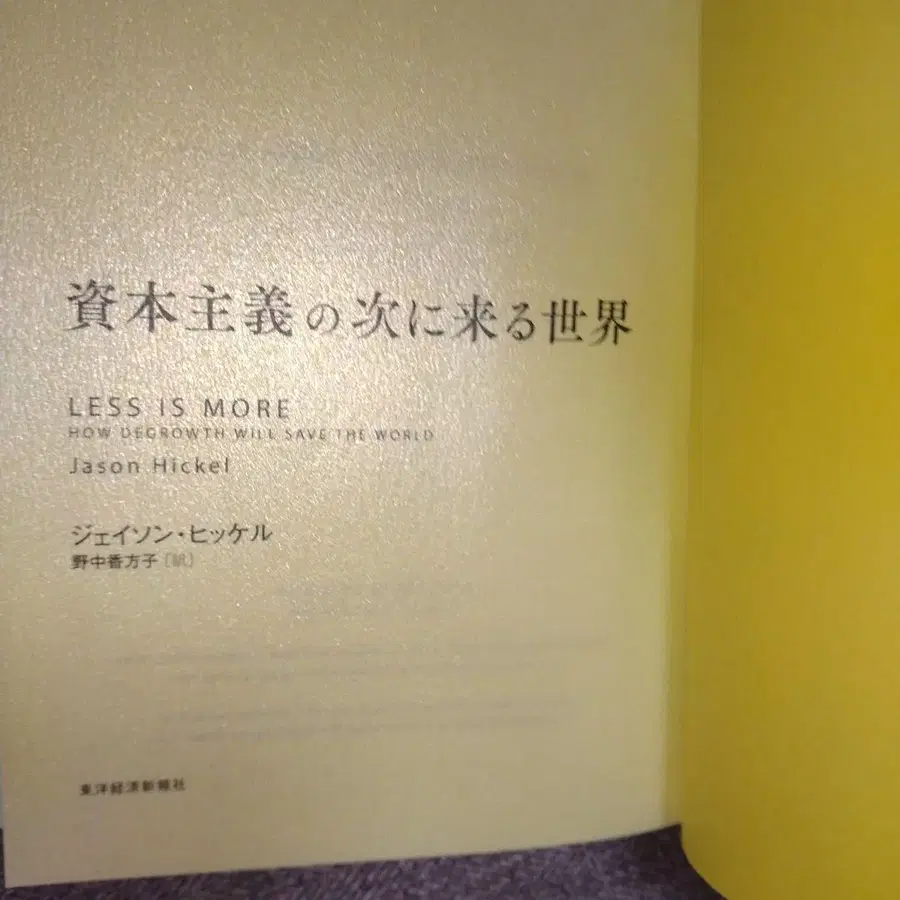 資本主義の次に来る世界
LESS IS MORE
HOW DEGROWTH WILL SAVE THE WORLD
Jason Hickel
ジェイソン・ヒッケル
野中香方子 [訳]
東洋経済新報社